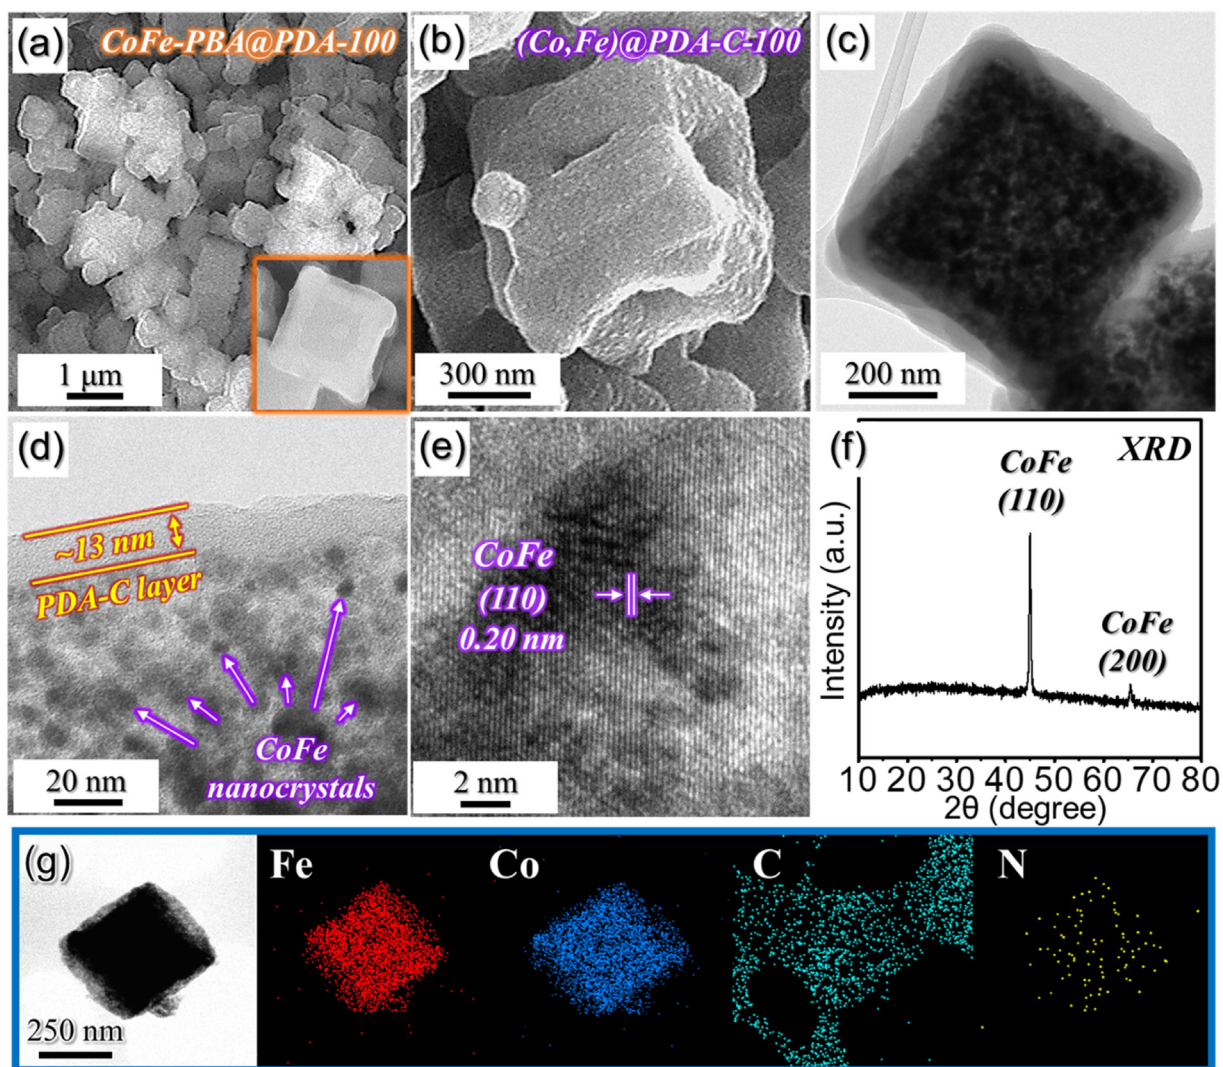 (a) CoFe-PBA@PDA-100
1 μm
(b) (Co,Fe)@PDA-C-100
300 nm
(c)
200 nm
(d)
~13 nm
PDA-C layer
CoFe
nanocrystals
20 nm
(e)
CoFe
(110)
0.20 nm
2 nm
(f) XRD
CoFe
(110)
CoFe
(200)
Intensity (a.u.)
10 20 30 40 50 60 70 80
2θ (degree)
(g) Fe Co C N
250 nm